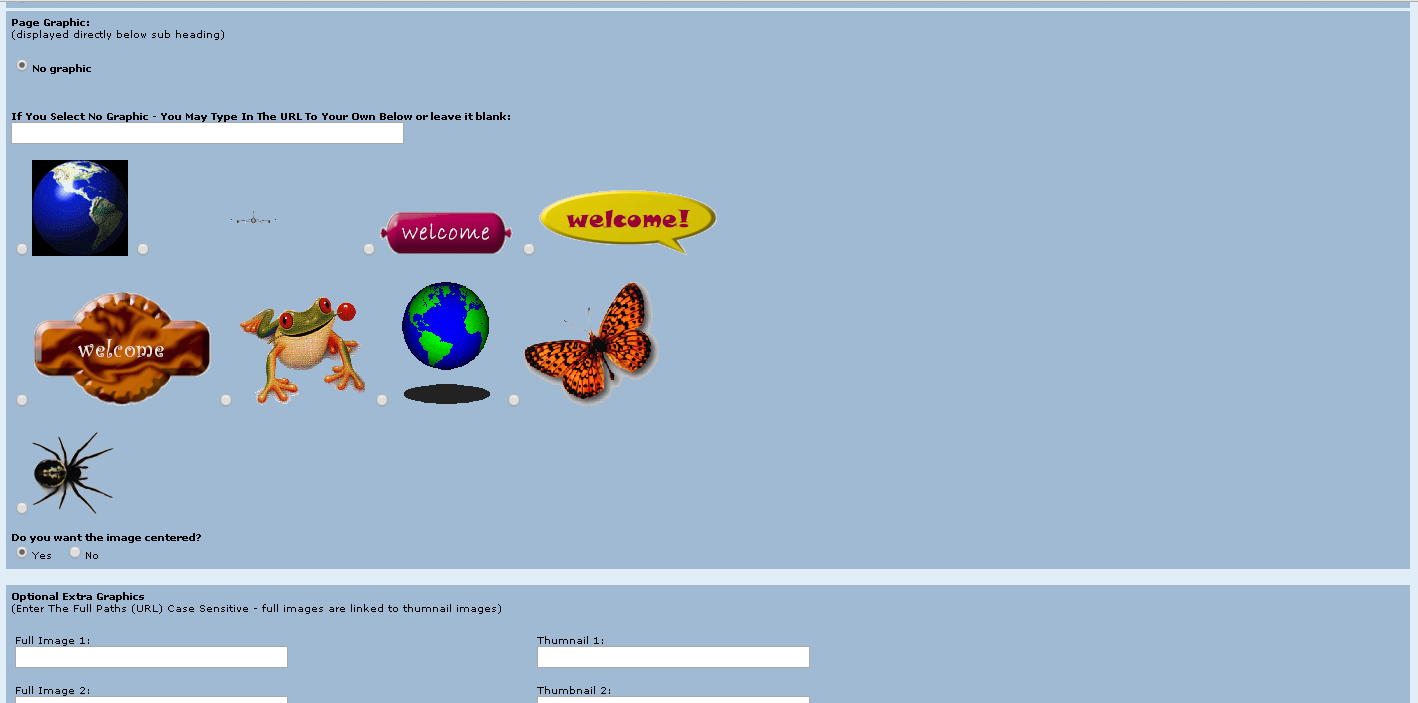 Page Graphic:
(displayed directly below sub heading)
No graphic
If You Select No Graphic - You May Type In The URL To Your Own Below or leave it blank:
welcome
welcome!
welcome
Do you want the image centered?
Yes No
Optional Extra Graphics
(Enter The Full Paths (URL) Case Sensitive - full images are linked to thumnail images)
Full Image 1: Thumnail 1:
Full Image 2: Thumbnail 2: